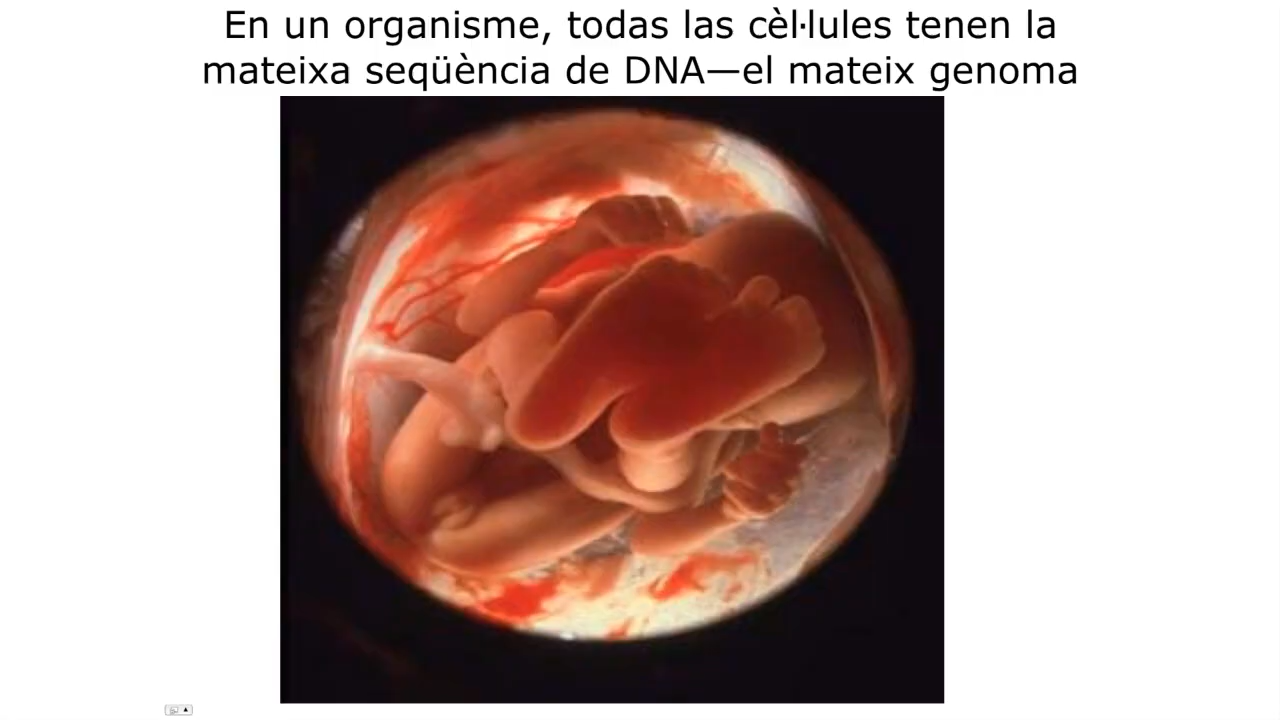 En un organisme, todas las cèl·lules tenen la
mateixa seqüència de DNA—el mateix genoma